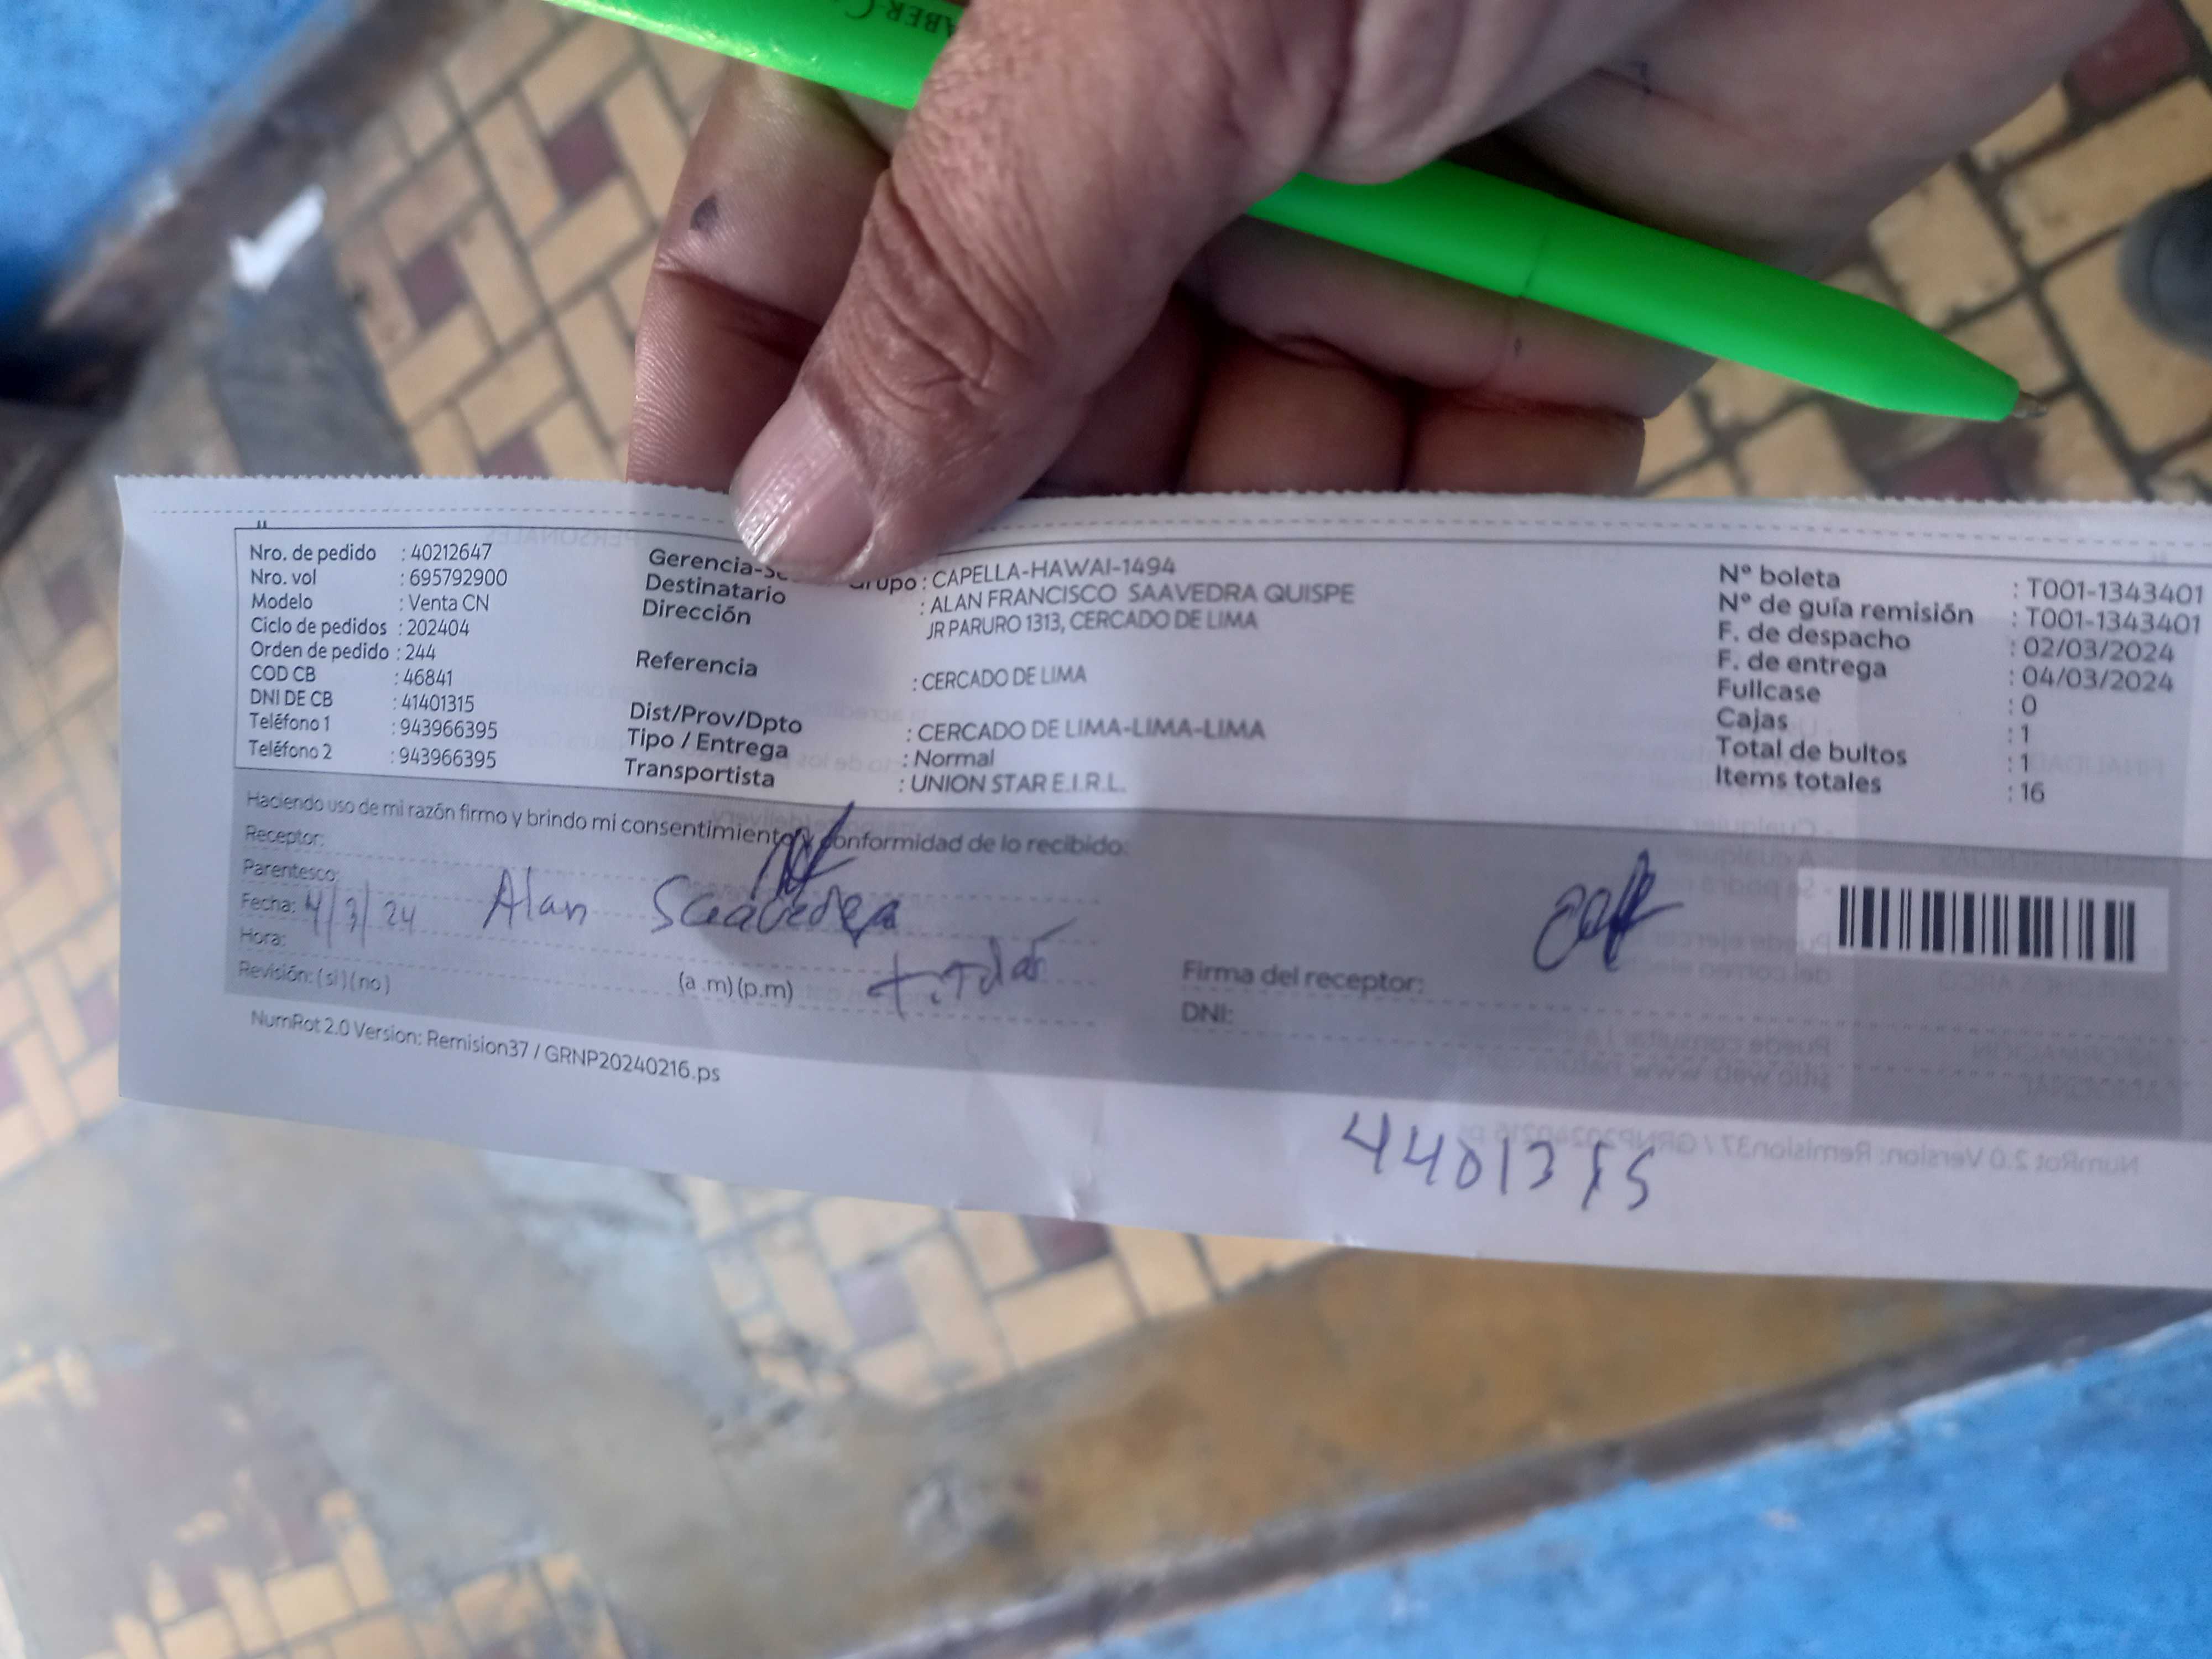 Nro. de pedido : 40212647
Nro. vol : 695792900
Modelo : Venta CN
Ciclo de pedidos : 202404
Orden de pedido : 244
COD CB : 46841
DNI DE CB : 41401315
Teléfono 1 : 943966395
Teléfono 2 : 943966395
Gerencia- Grupo : CAPELLA-HAWAI-1494
Destinatario : ALAN FRANCISCO SAAVEDRA QUISPE
Dirección JR PARURO 1313, CERCADO DE LIMA
Referencia : CERCADO DE LIMA
Dist/Prov/Dpto : CERCADO DE LIMA-LIMA-LIMA
Tipo / Entrega : Normal
Transportista : UNION STAR E.I.R.L.
Nº boleta : T001-1343401
Nº de guía remisión : T001-1343401
F. de despacho : 02/03/2024
F. de entrega : 04/03/2024
Fullcase : 0
Cajas : 1
Total de bultos : 1
Items totales : 16
Haciendo uso de mi razón firmo y brindo mi consentimiento y conformidad de lo recibido:
Receptor:
Parentesco:
Fecha: 4/3/24 Alan Saavedra
Hora: (a .m) (p.m) titular
Revisión: ( si ) ( no )
Firma del receptor:
DNI:
NumRot 2.0 Version: Remision37 / GRNP20240216.ps